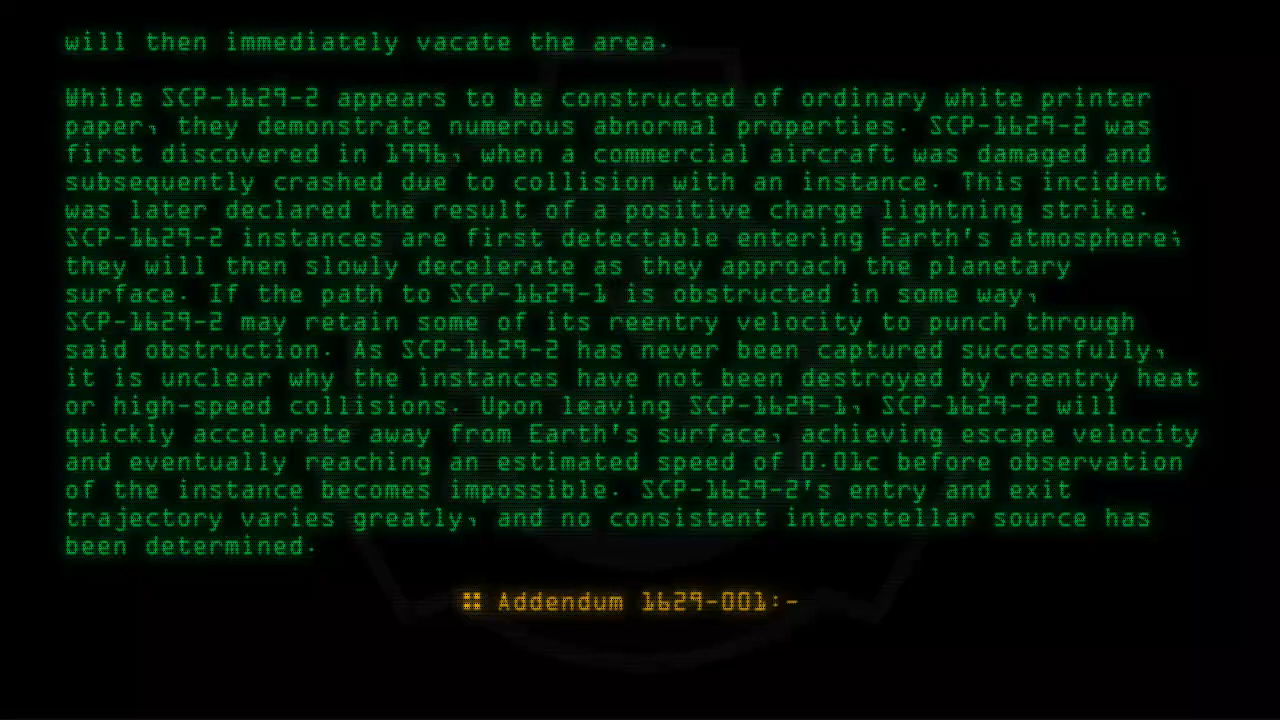 will then immediately vacate the area.
While SCP-1629-2 appears to be constructed of ordinary white printer
paper, they demonstrate numerous abnormal properties. SCP-1629-2 was
first discovered in 1996, when a commercial aircraft was damaged and
subsequently crashed due to collision with an instance. This incident
was later declared the result of a positive charge lightning strike.
SCP-1629-2 instances are first detectable entering Earth's atmosphere;
they will then slowly decelerate as they approach the planetary
surface. If the path to SCP-1629-1 is obstructed in some way,
SCP-1629-2 may retain some of its reentry velocity to punch through
said obstruction. As SCP-1629-2 has never been captured successfully,
it is unclear why the instances have not been destroyed by reentry heat
or high-speed collisions. Upon leaving SCP-1629-1, SCP-1629-2 will
quickly accelerate away from Earth's surface, achieving escape velocity
and eventually reaching an estimated speed of 0.01c before observation
of the instance becomes impossible. SCP-1629-2's entry and exit
trajectory varies greatly, and no consistent interstellar source has
been determined.
:: Addendum 1629-001:-